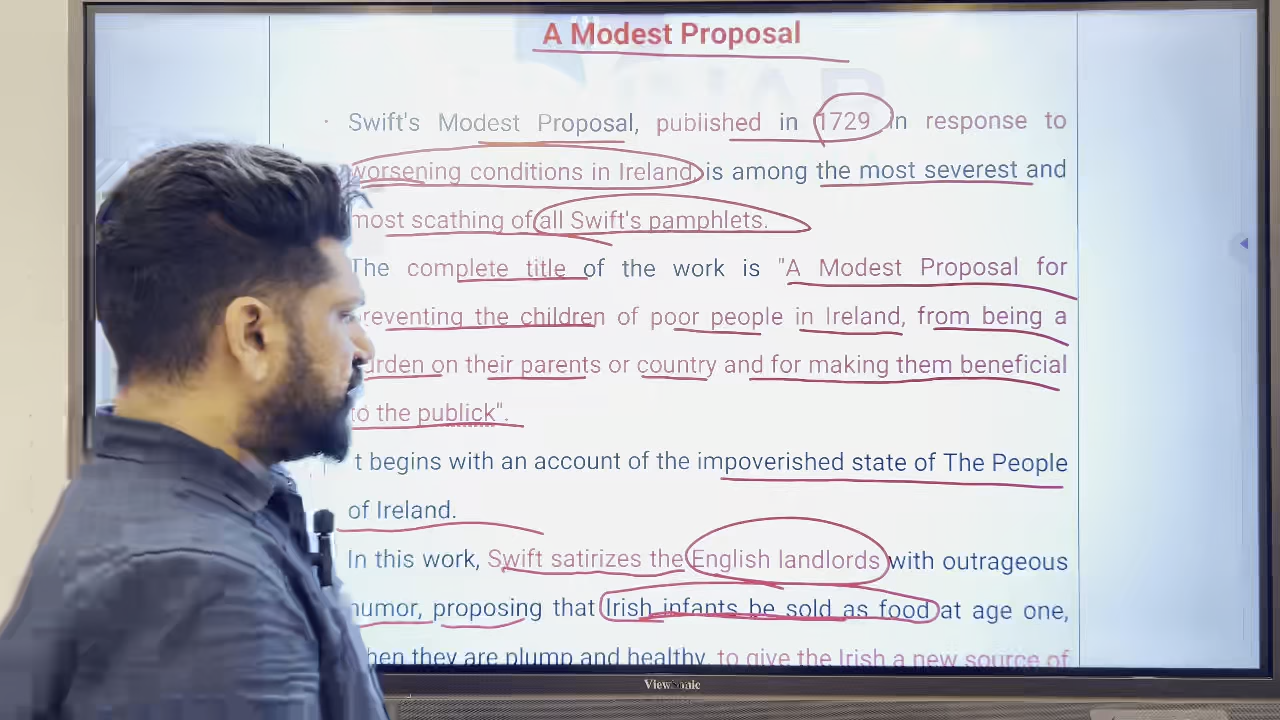 A Modest Proposal
Swift's Modest Proposal, published in 1729 in response to
worsening conditions in Ireland is among the most severest and
most scathing of all Swift's pamphlets.
The complete title of the work is "A Modest Proposal for
reventing the children of poor people in Ireland, from being a
urden on their parents or country and for making them beneficial
to the publick".
t begins with an account of the impoverished state of The People
of Ireland.
In this work, Swift satirizes the English landlords with outrageous
humor, proposing that Irish infants be sold as food at age one,
hen they are plump and healthy, to give the Irish a new source of
ViewSonic